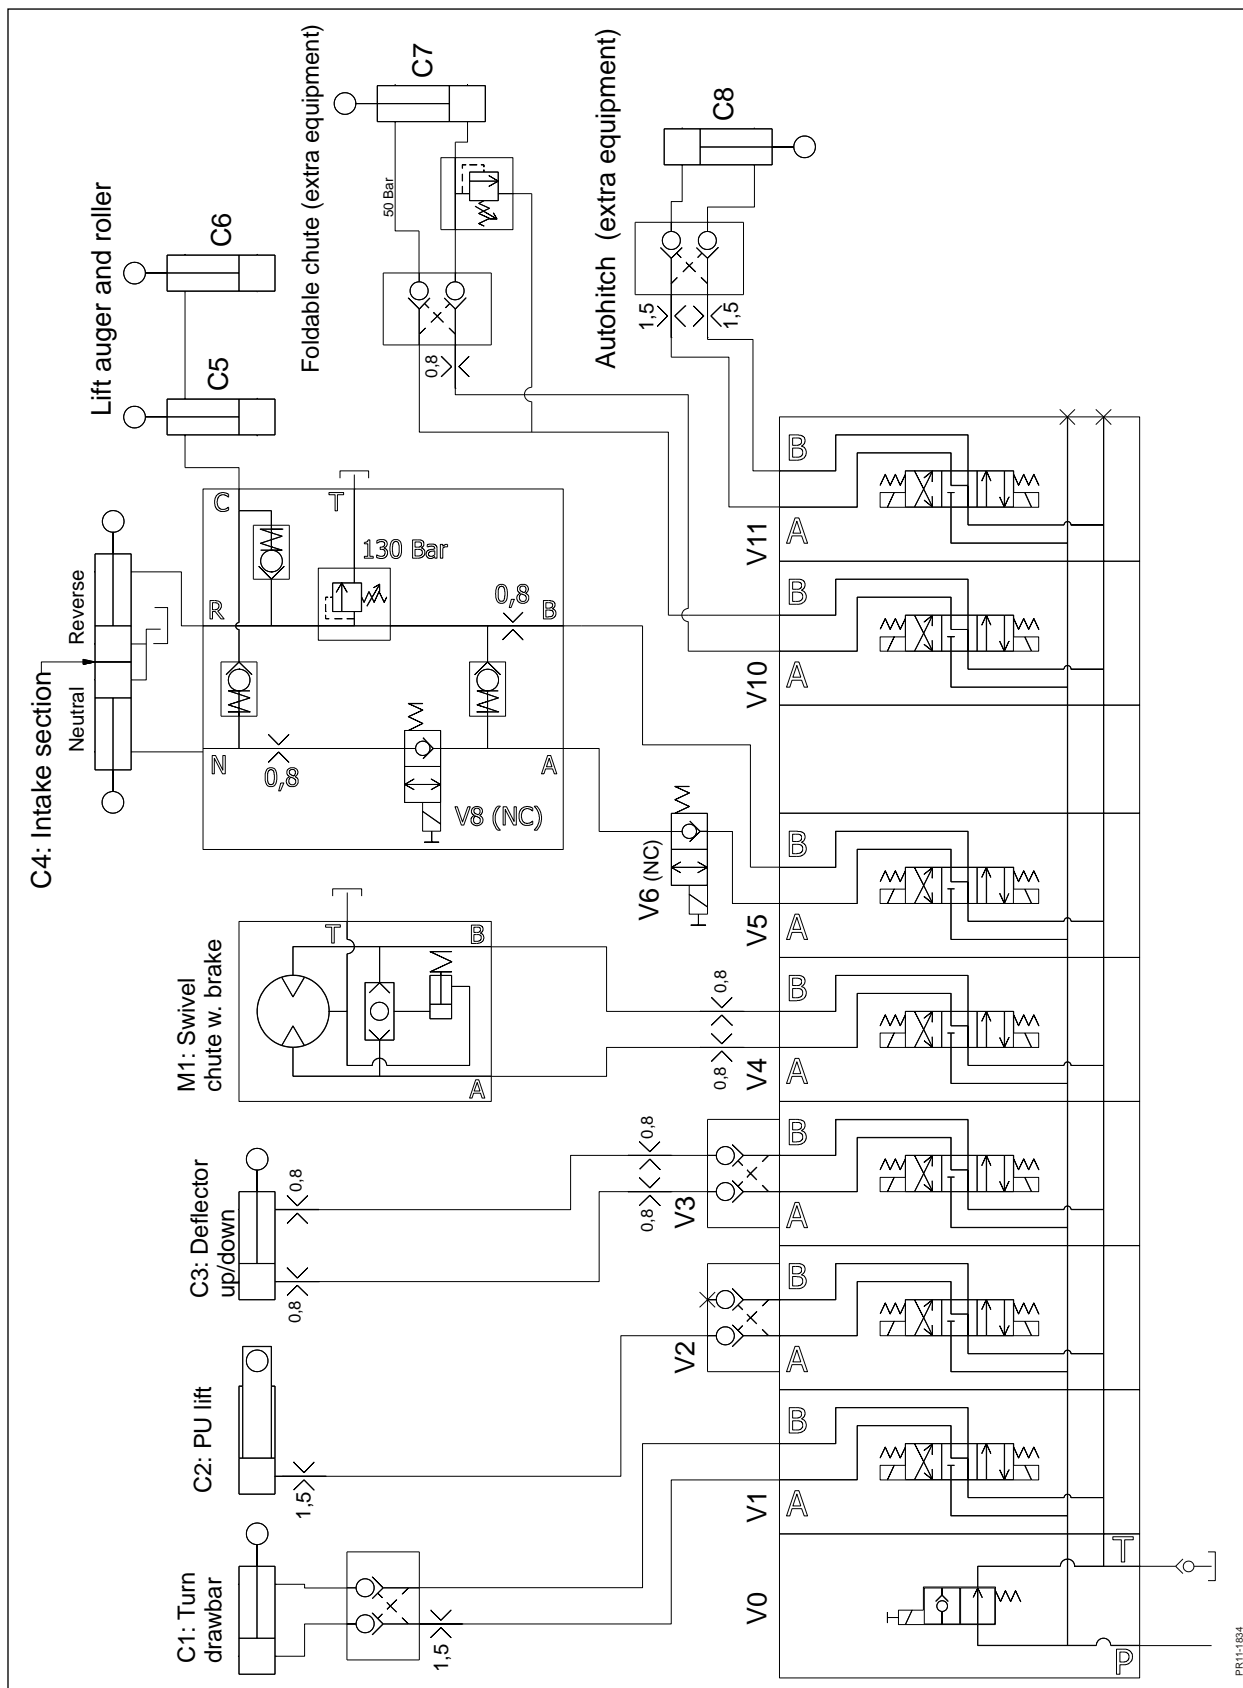 C1: Turn
drawbar
1,5
C2: PU lift
1,5
C3: Deflector
up/down
0,8
0,8
0,8
0,8
M1: Swivel
chute w. brake
T
A
B
0,8
0,8
C4: Intake section
Neutral
Reverse
N
R
C
T
0,8
130 Bar
0,8
V8 (NC)
A
B
V6 (NC)
Lift auger and roller
C5
C6
Foldable chute (extra equipment)
C7
50 Bar
0,8
Autohitch (extra equipment)
C8
1,5
1,5
V0
P
T
V1
A
B
V2
A
B
V3
A
B
V4
A
B
V5
A
B
V10
A
B
V11
A
B
PR11-1834